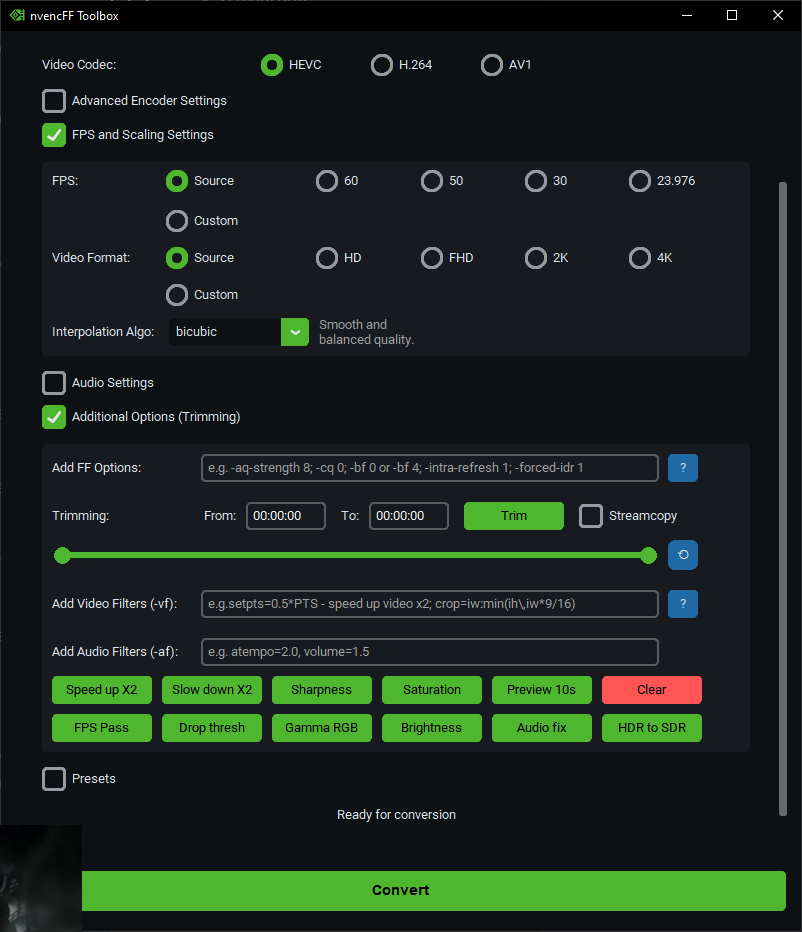 nvencFF Toolbox
Video Codec: HEVC H.264 AV1
Advanced Encoder Settings
FPS and Scaling Settings
FPS: Source 60 50 30 23.976
Custom
Video Format: Source HD FHD 2K 4K
Custom
Interpolation Algo: bicubic Smooth and
balanced quality.
Audio Settings
Additional Options (Trimming)
Add FF Options: e.g. -aq-strength 8; -cq 0; -bf 0 or -bf 4; -intra-refresh 1; -forced-idr 1 ?
Trimming: From: 00:00:00 To: 00:00:00 Trim Streamcopy
Add Video Filters (-vf): e.g.setpts=0.5*PTS - speed up video x2; crop=iw:min(ih\,iw*9/16) ?
Add Audio Filters (-af): e.g. atempo=2.0, volume=1.5
Speed up X2 Slow down X2 Sharpness Saturation Preview 10s Clear
FPS Pass Drop thresh Gamma RGB Brightness Audio fix HDR to SDR
Presets
Ready for conversion
Convert